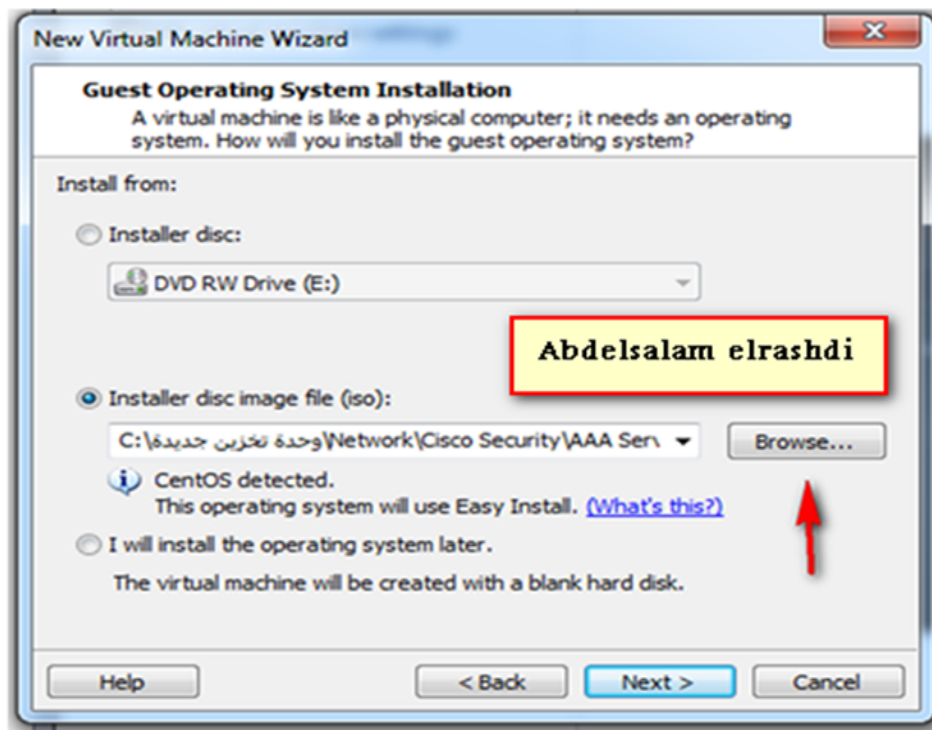 New Virtual Machine Wizard
Guest Operating System Installation
A virtual machine is like a physical computer; it needs an operating
system. How will you install the guest operating system?
Install from:
Installer disc:
DVD RW Drive (E:)
Abdelsalam elrashdi
Installer disc image file (iso):
C:\وحدة تخزين جديدة\Network\Cisco Security\AAA Serv
Browse...
CentOS detected.
This operating system will use Easy Install. (What's this?)
I will install the operating system later.
The virtual machine will be created with a blank hard disk.
Help
< Back
Next >
Cancel